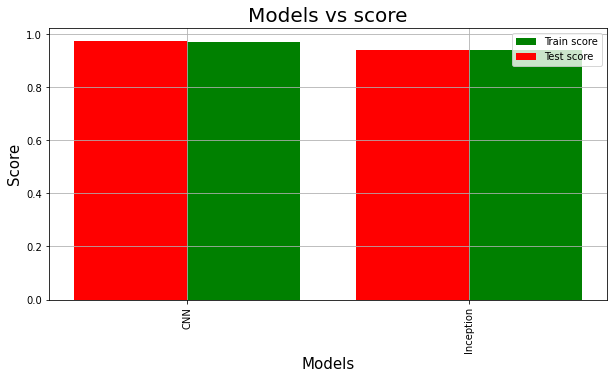 Models vs score
Train score
Test score
1.0
0.8
0.6
0.4
0.2
0.0
Score
CNN
Inception
Models